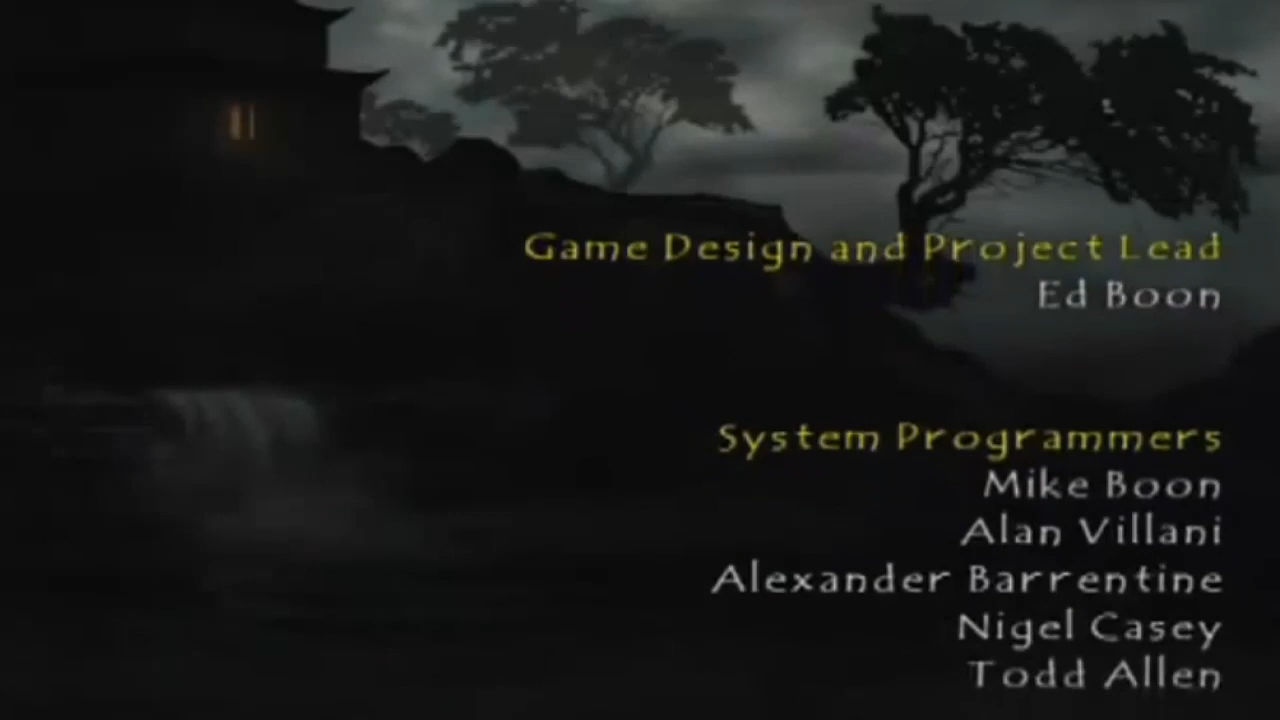 Game Design and Project Lead
Ed Boon
System Programmers
Mike Boon
Alan Villani
Alexander Barrentine
Nigel Casey
Todd Allen